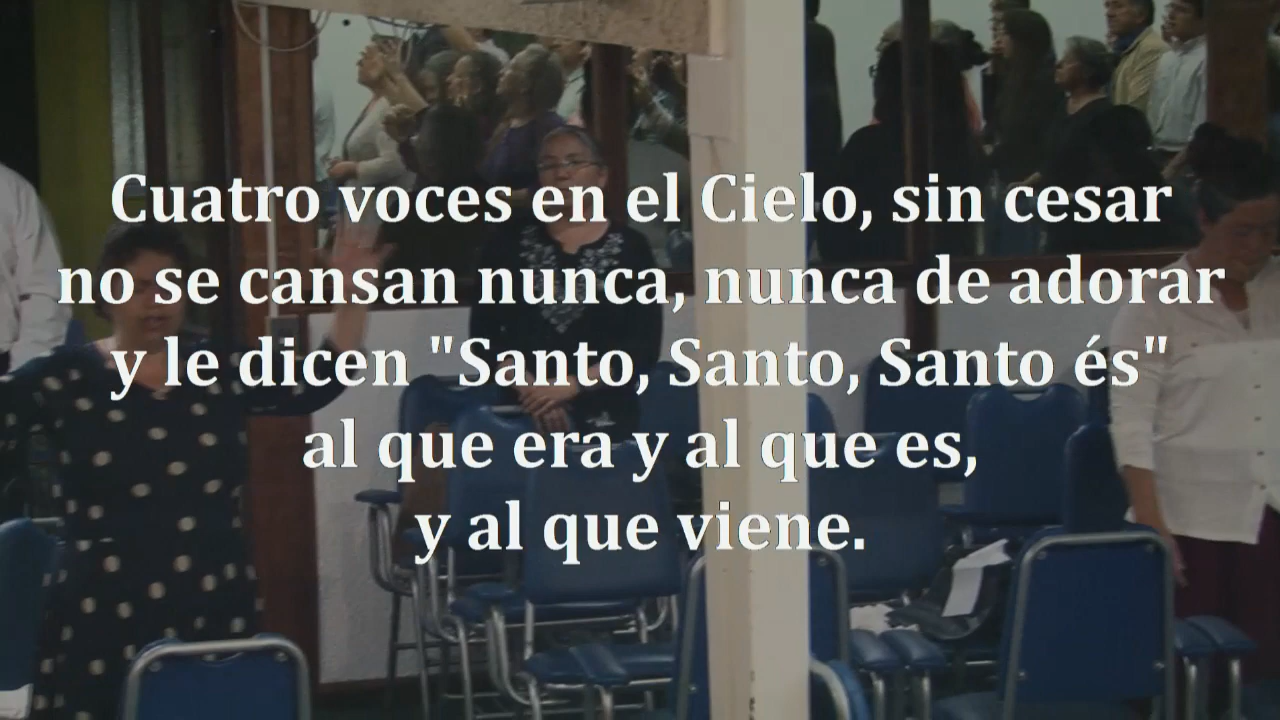 Cuatro voces en el Cielo, sin cesar
no se cansan nunca, nunca de adorar
y le dicen "Santo, Santo, Santo és"
al que era y al que es,
y al que viene.